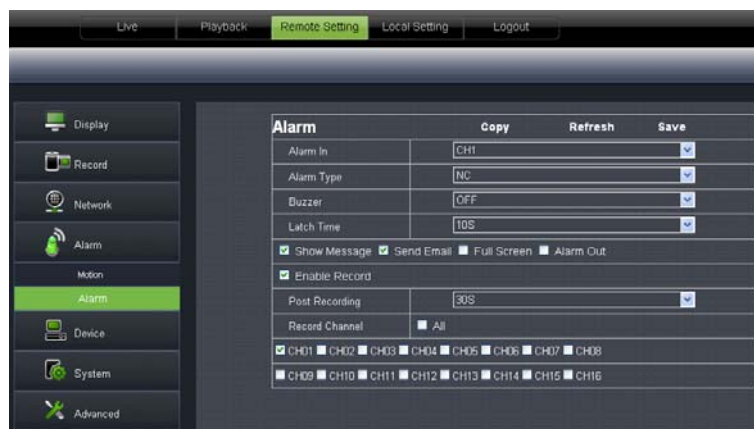 Live Playback Remote Setting Local Setting Logout
Display
Record
Network
Alarm
Motion
Alarm
Device
System
Advanced
Alarm Copy Refresh Save
Alarm In CH1
Alarm Type NC
Buzzer OFF
Latch Time 10S
Show Message Send Email Full Screen Alarm Out
Enable Record
Post Recording 30S
Record Channel All
CH01 CH02 CH03 CH04 CH05 CH06 CH07 CH08
CH09 CH10 CH11 CH12 CH13 CH14 CH15 CH16